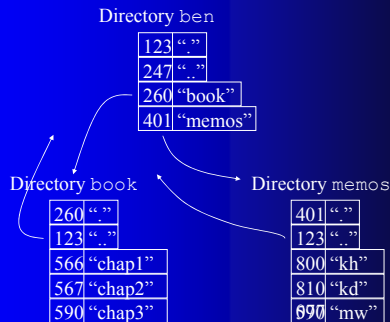 Directory ben
123 “.”
247 “..”
260 “book”
401 “memos”
Directory book
260 “.”
123 “..”
566 “chap1”
567 “chap2”
590 “chap3”
Directory memos
401 “.”
123 “..”
800 “kh”
810 “kd”
“mw”